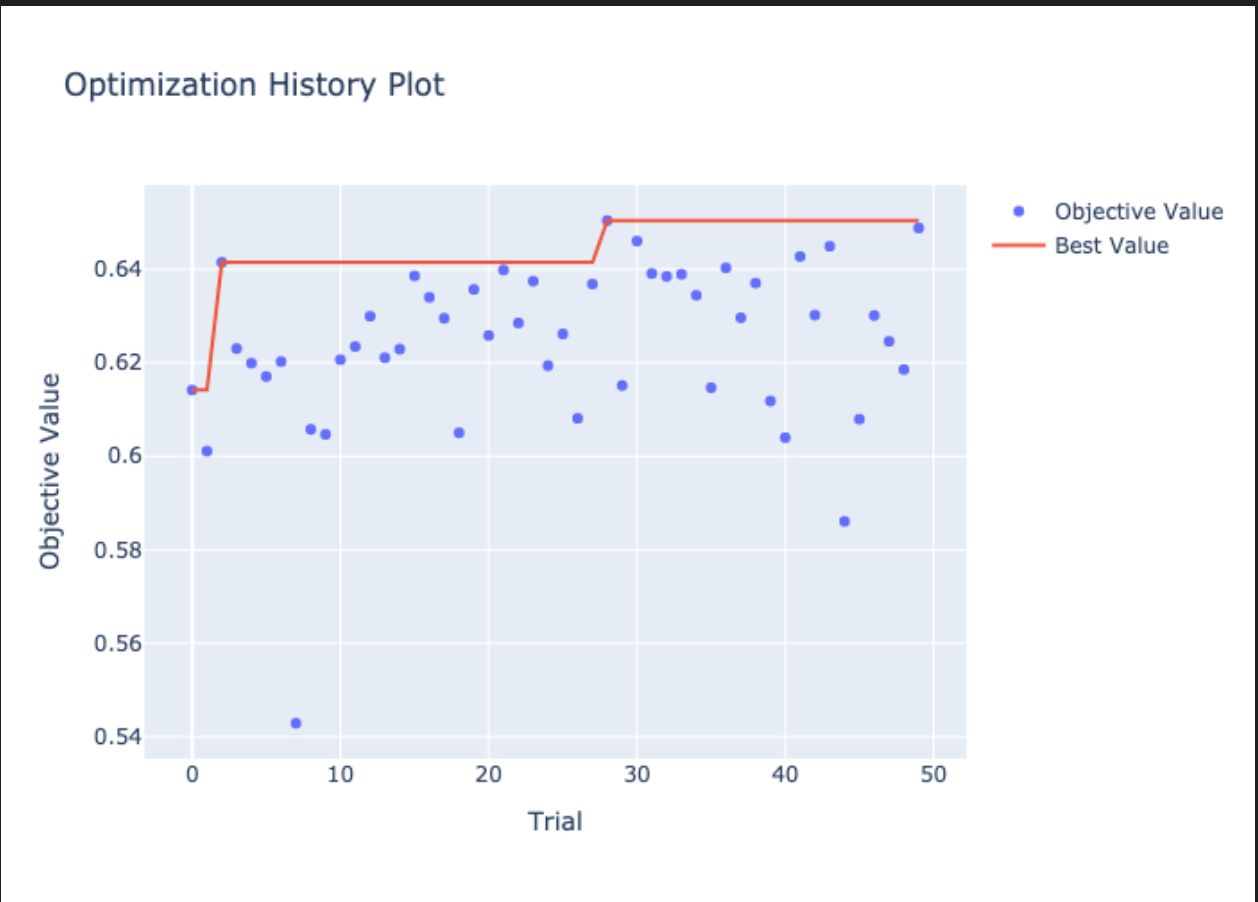 Optimization History Plot
Objective Value
Best Value
0.64
0.62
0.6
0.58
0.56
0.54
Objective Value
0 10 20 30 40 50
Trial